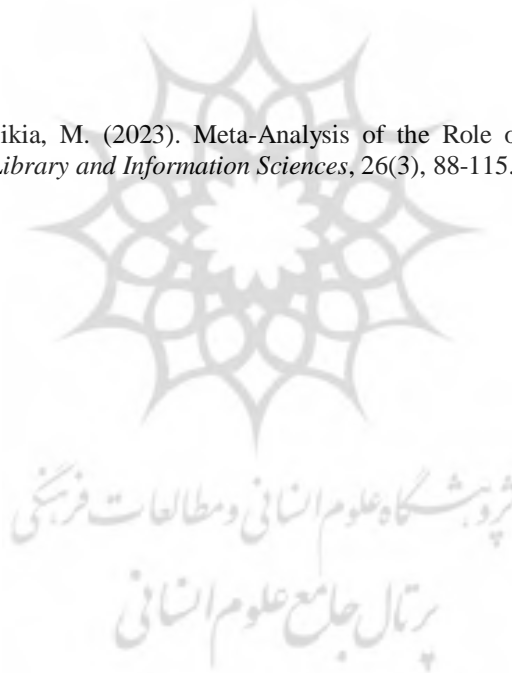 ikia, M. (2023). Meta-Analysis of the Role o
Library and Information Sciences, 26(3), 88-115.
پژوهشگاه علوم انسانی و مطالعات فرهنگی
پرتال جامع علوم انسانی